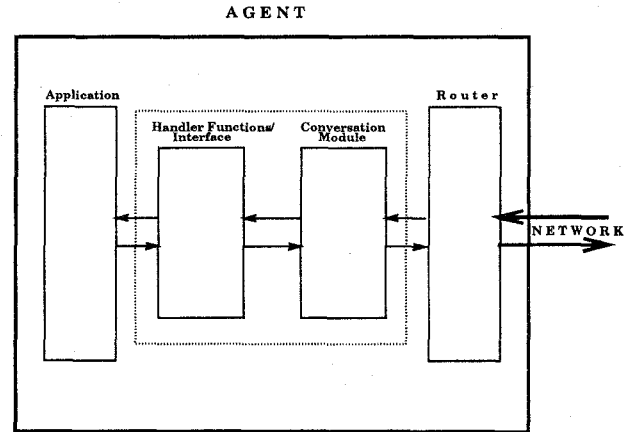 AGENT
Application
Router
Handler Functions/
Interface
Conversation
Module
NETWORK